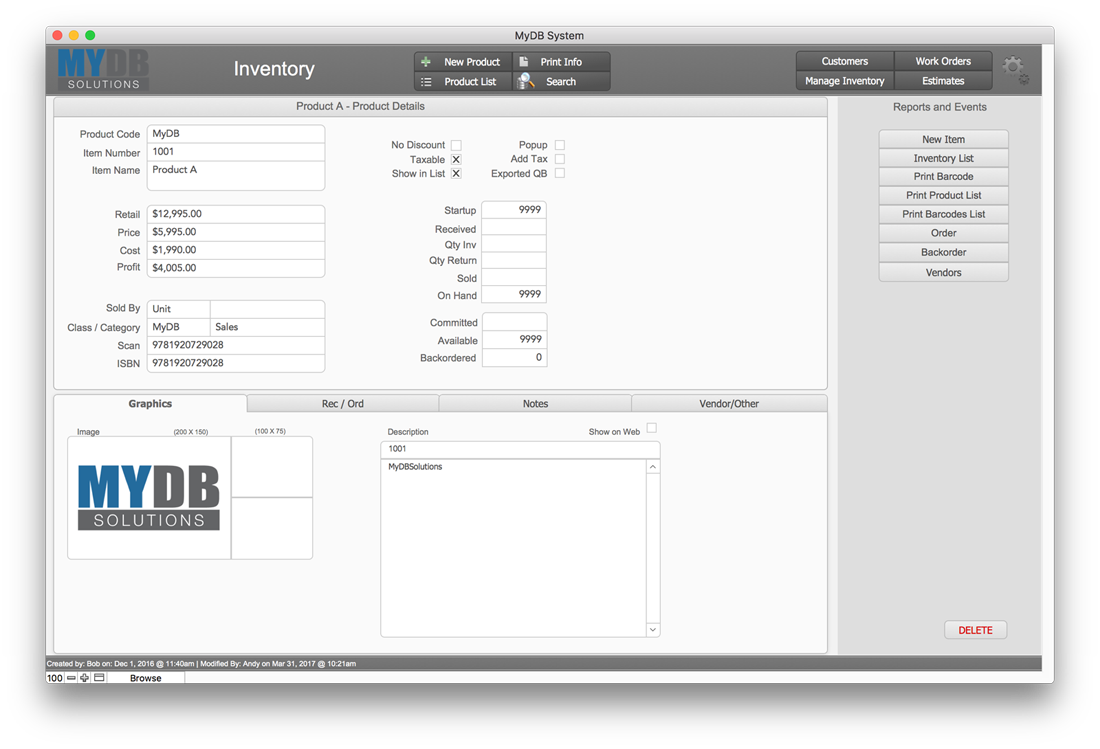 MyDB System
MYDB
SOLUTIONS
Inventory
New Product
Print Info
Product List
Search
Customers
Work Orders
Manage Inventory
Estimates
Product A - Product Details
Reports and Events
Product Code MyDB
Item Number 1001
Item Name Product A
No Discount
Popup
Taxable X
Add Tax
Show in List X
Exported QB
Retail $12,995.00
Price $5,995.00
Cost $1,990.00
Profit $4,005.00
Startup 9999
Received
Qty Inv
Qty Return
Sold
On Hand 9999
Sold By Unit
Class / Category MyDB Sales
Scan 9781920729028
ISBN 9781920729028
Committed
Available 9999
Backordered 0
New Item
Inventory List
Print Barcode
Print Product List
Print Barcodes List
Order
Backorder
Vendors
Graphics
Rec / Ord
Notes
Vendor/Other
Image (200 X 150) (100 X 75)
MYDB
SOLUTIONS
Description
Show on Web
1001
MyDBSolutions
DELETE
Created by: Bob on: Dec 1, 2016 @ 11:40am | Modified By: Andy on Mar 31, 2017 @ 10:21am
100
Browse